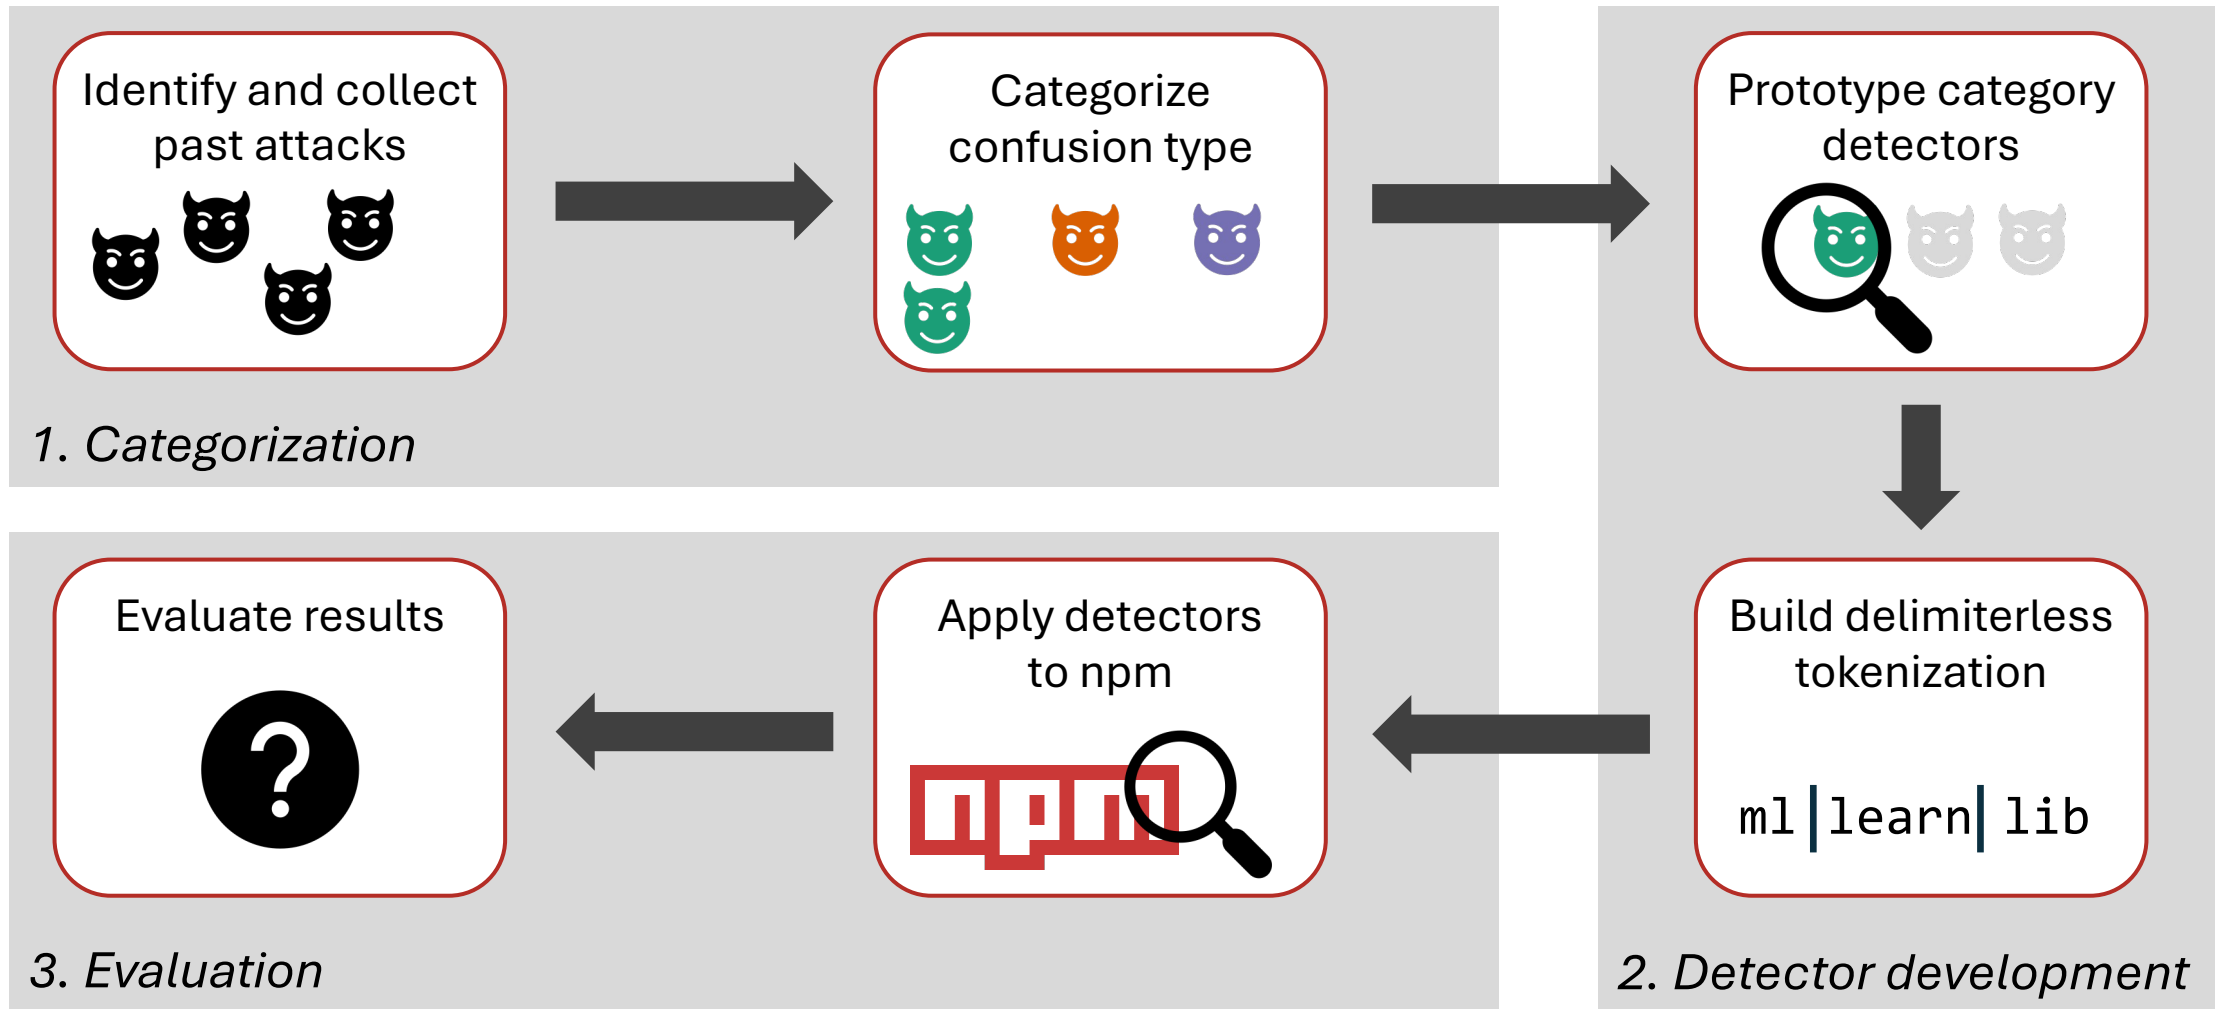 Identify and collect
past attacks
Categorize
confusion type
1. Categorization
Prototype category
detectors
Build delimiterless
tokenization
ml|learn|lib
2. Detector development
Apply detectors
to npm
npm
Evaluate results
?
3. Evaluation